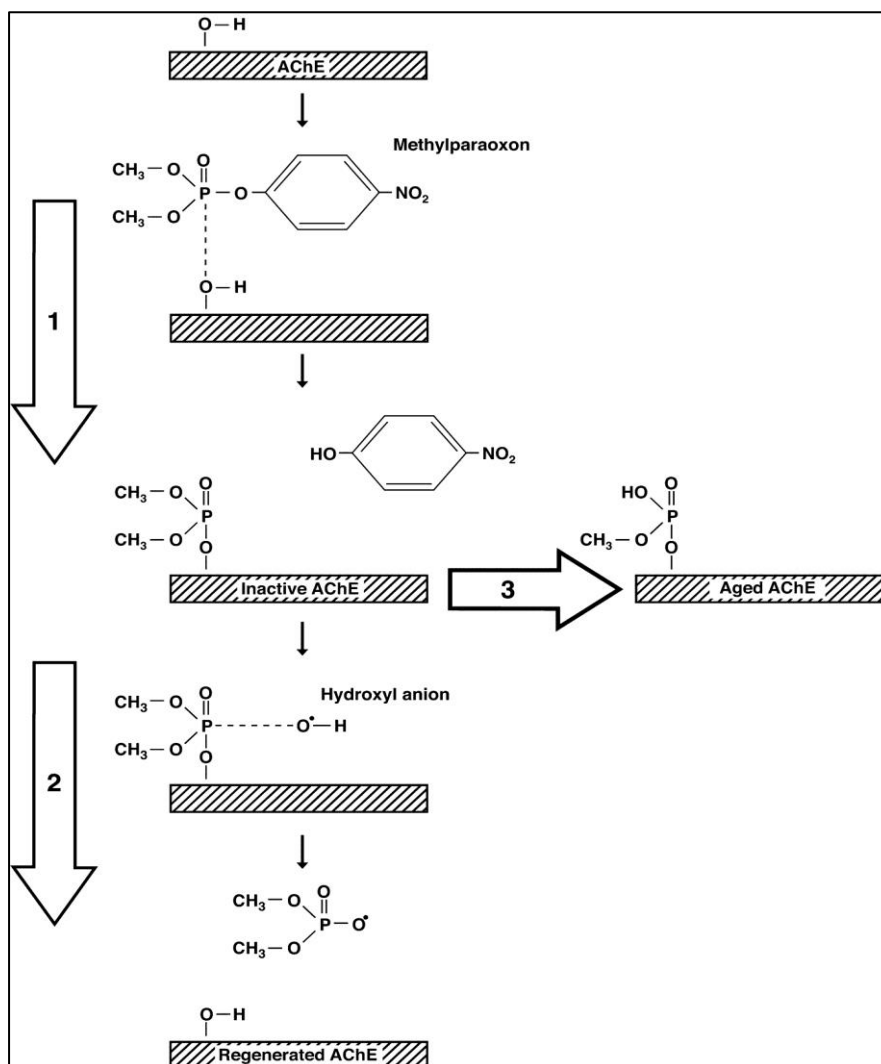 O—H
AChE
Methylparaoxon
O
CH₃—O
P—O
NO₂
CH₃—O
O—H
1
HO
NO₂
O
CH₃—O
P
CH₃—O
O
Inactive AChE
3
O
HO
P
CH₃—O
O
Aged AChE
Hydroxyl anion
O
CH₃—O
P
O—H
CH₃—O
O
2
O
CH₃—O
P—O
CH₃—O
O—H
Regenerated AChE